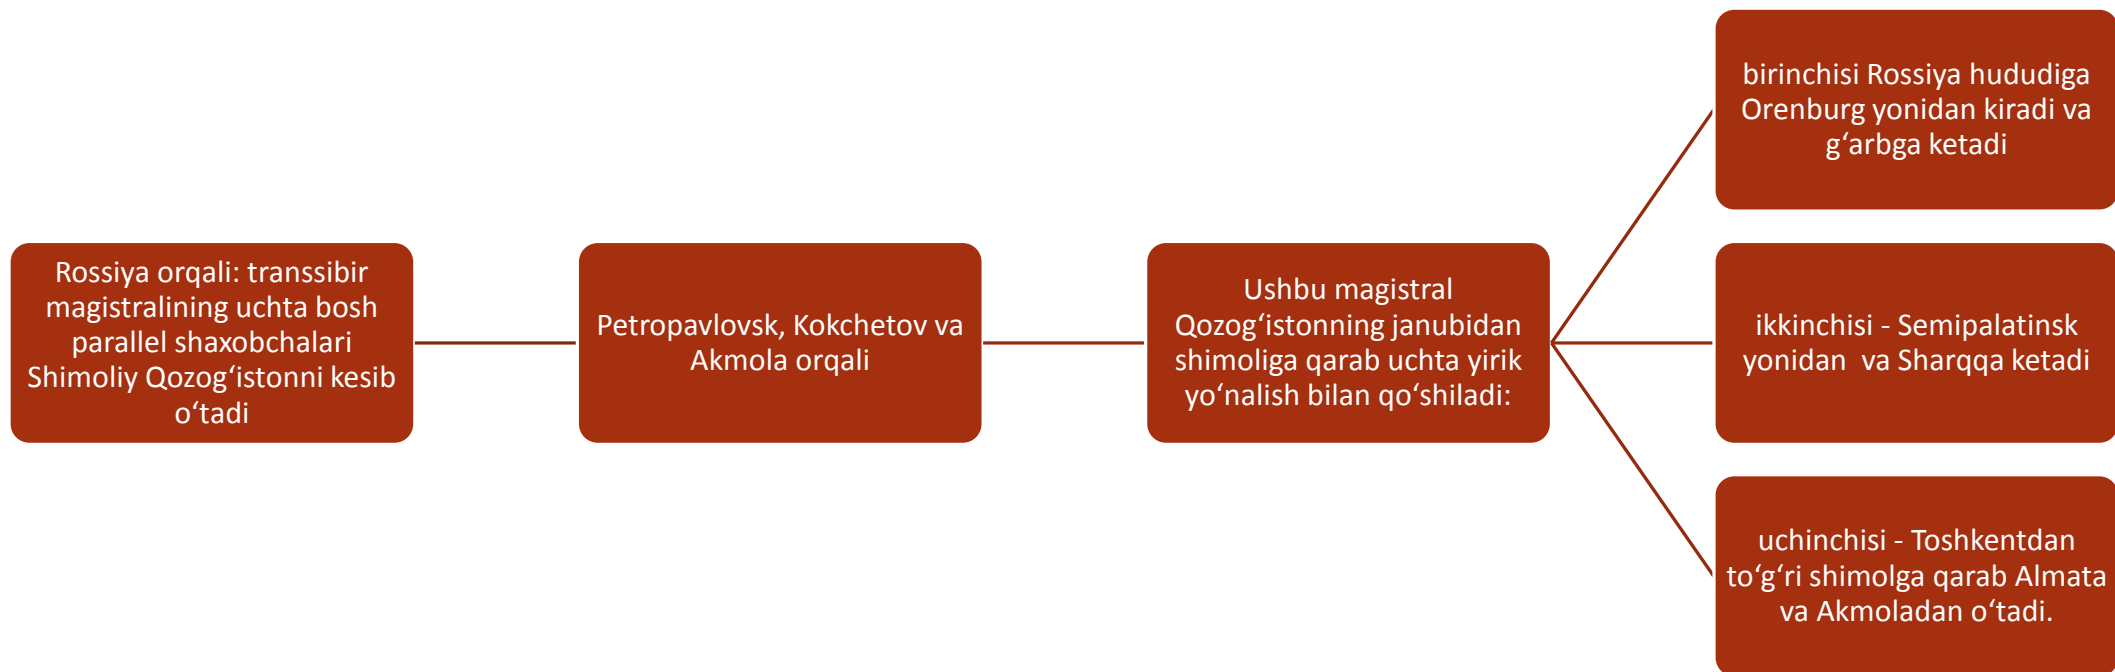 Rossiya orqali: transsibir
magistralining uchta bosh
parallel shaxobchalari
Shimoliy Qozog‘istonni kesib
o‘tadi
Petropavlovsk, Kokchetov va
Akmola orqali
Ushbu magistral
Qozog‘istonning janubidan
shimoliga qarab uchta yirik
yo‘nalish bilan qo‘shiladi:
birinchisi Rossiya hududiga
Orenburg yonidan kiradi va
g‘arbga ketadi
ikkinchisi - Semipalatinsk
yonidan va Sharqqa ketadi
uchinchisi - Toshkentdan
to‘g‘ri shimolga qarab Almata
va Akmoladan o‘tadi.